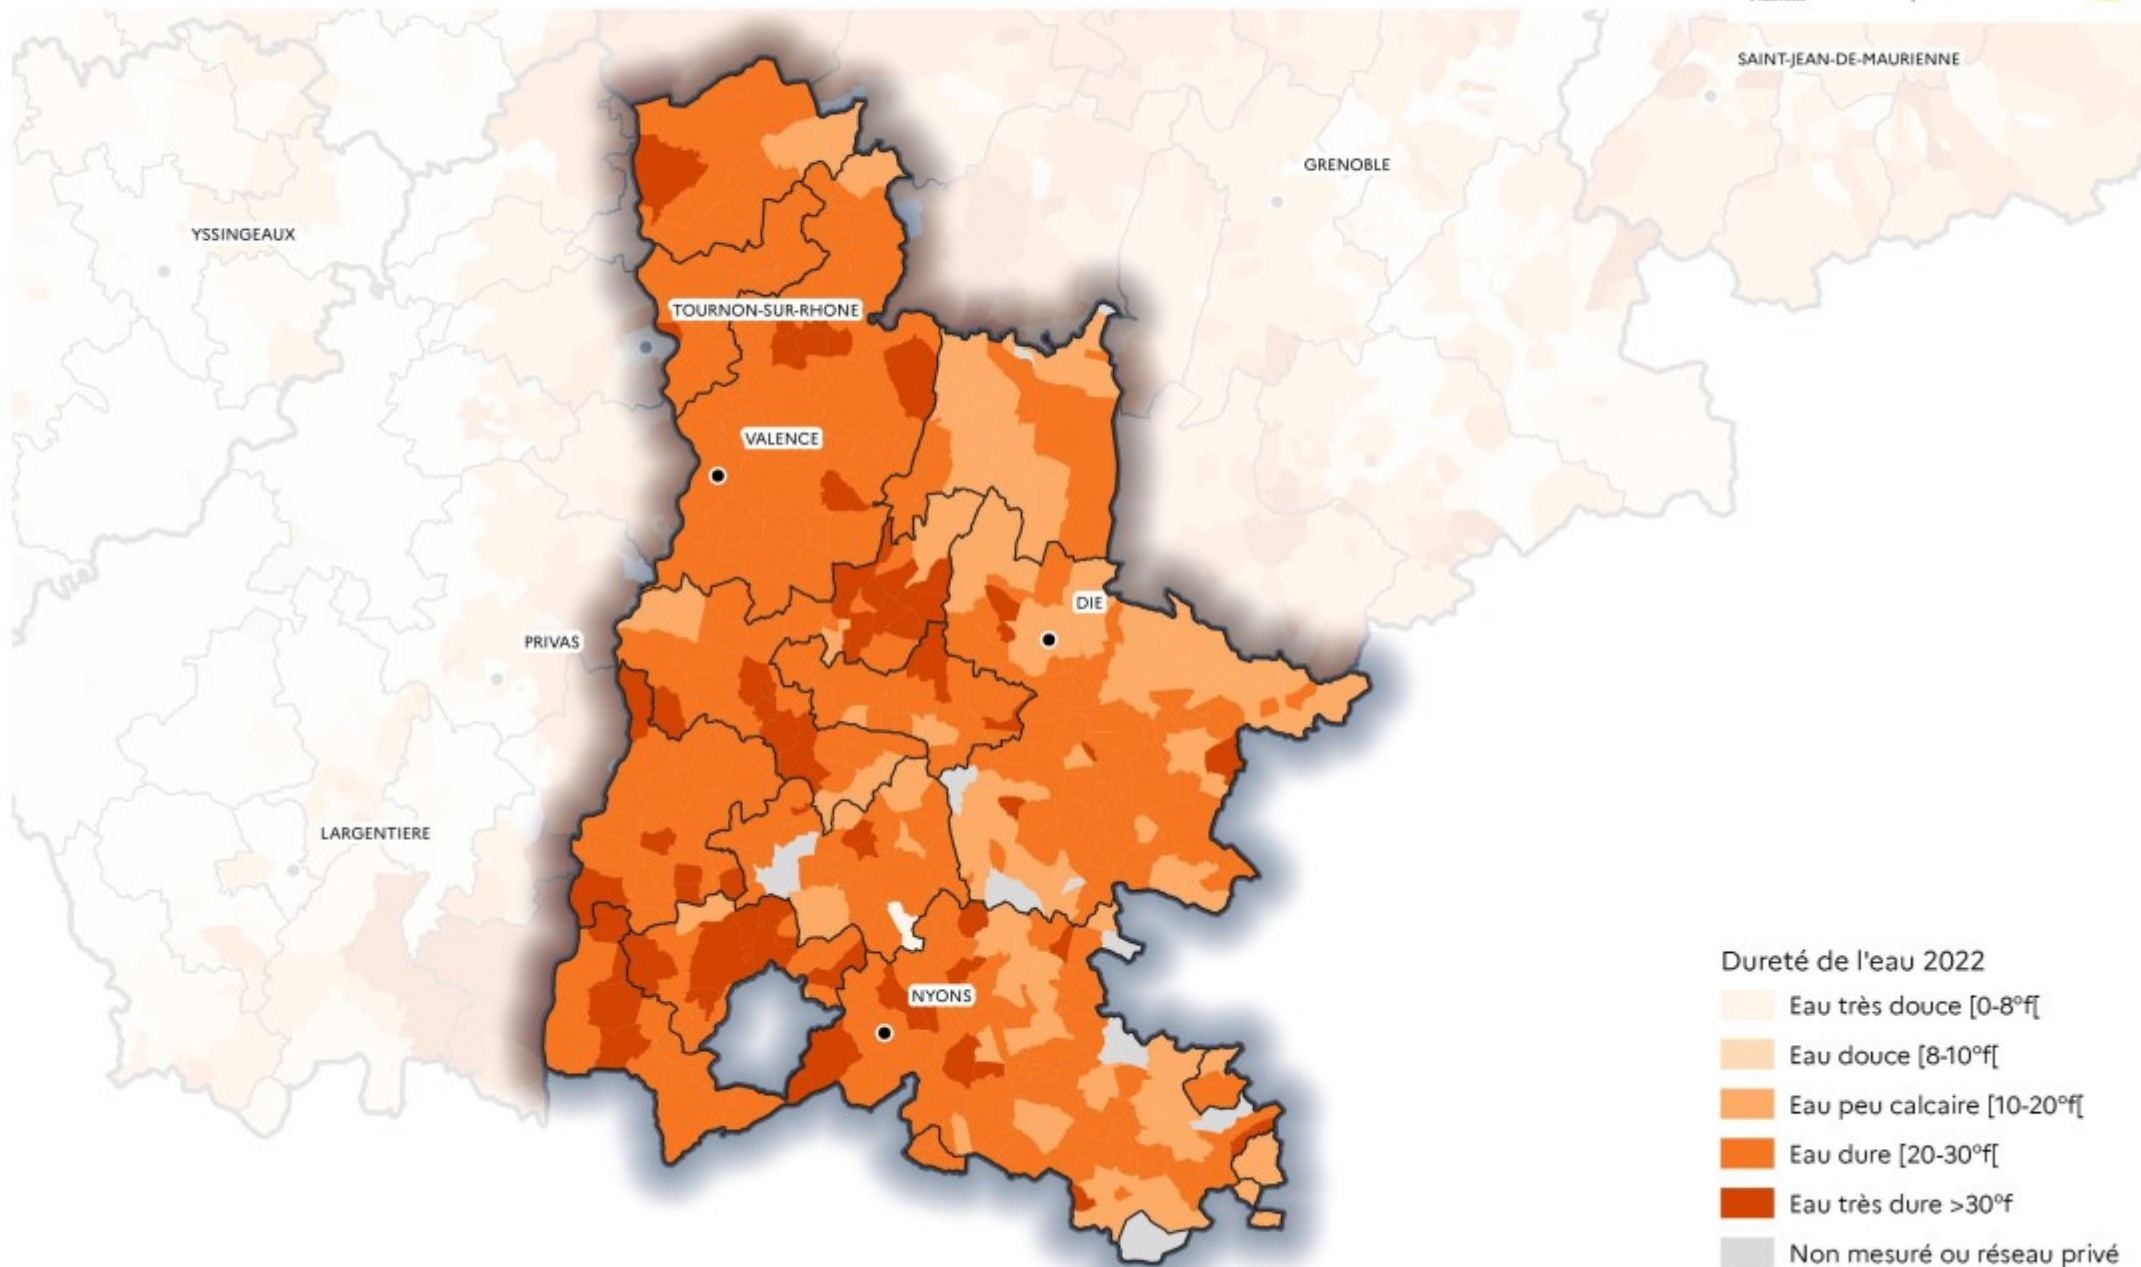 SAINT-JEAN-DE-MAURIENNE
GRENOBLE
YSSINGEAUX
TOURNON-SUR-RHONE
VALENCE
DIE
PRIVAS
LARGENTIERE
NYONS
Dureté de l'eau 2022
Eau très douce [0-8°f[
Eau douce [8-10°f[
Eau peu calcaire [10-20°f[
Eau dure [20-30°f[
Eau très dure >30°f
Non mesuré ou réseau privé